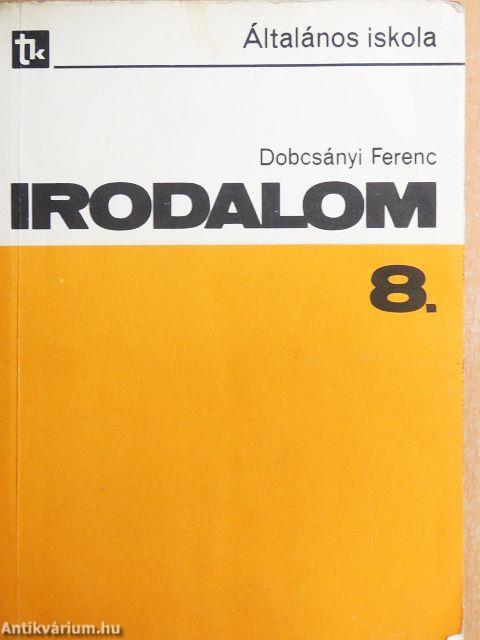 tk
Általános iskola
Dobcsányi Ferenc
IRODALOM
8.
Antikvárium.hu